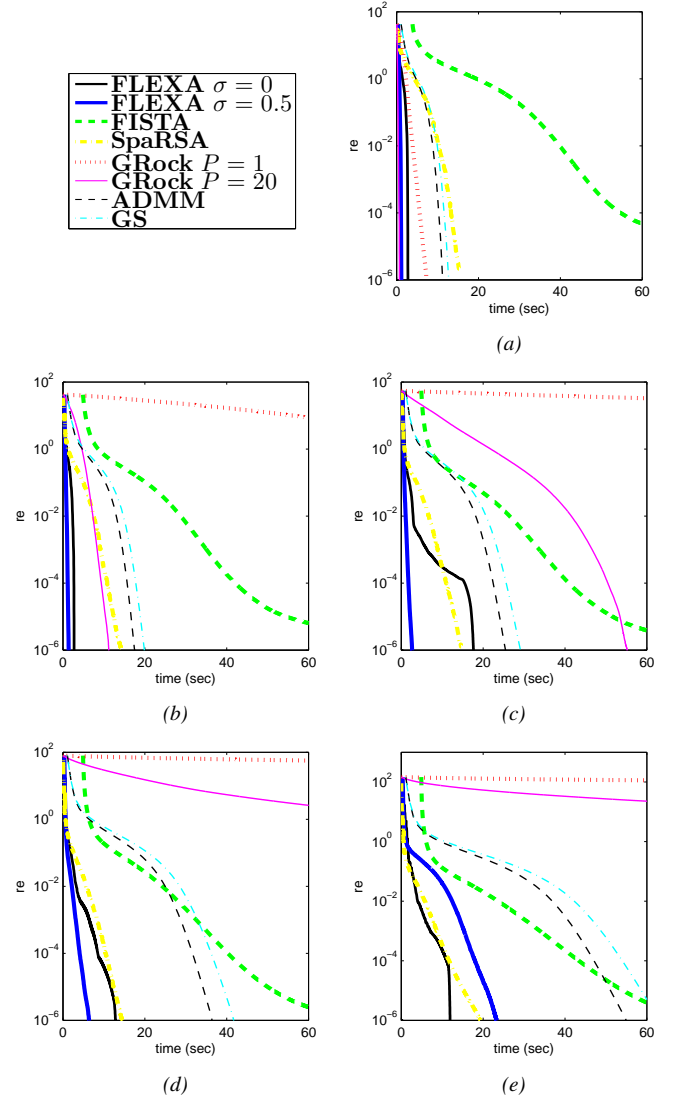 FLEXA σ = 0
FLEXA σ = 0.5
FISTA
SpaRSA
GRock P = 1
GRock P = 20
ADMM
GS
10^2
10^0
10^-2
10^-4
10^-6
re
0 20 40 60
time (sec)
(a)
10^2
10^0
10^-2
10^-4
10^-6
re
0 20 40 60
time (sec)
(b)
10^2
10^0
10^-2
10^-4
10^-6
re
0 20 40 60
time (sec)
(c)
10^2
10^0
10^-2
10^-4
10^-6
re
0 20 40 60
time (sec)
(d)
10^2
10^0
10^-2
10^-4
10^-6
re
0 20 40 60
time (sec)
(e)